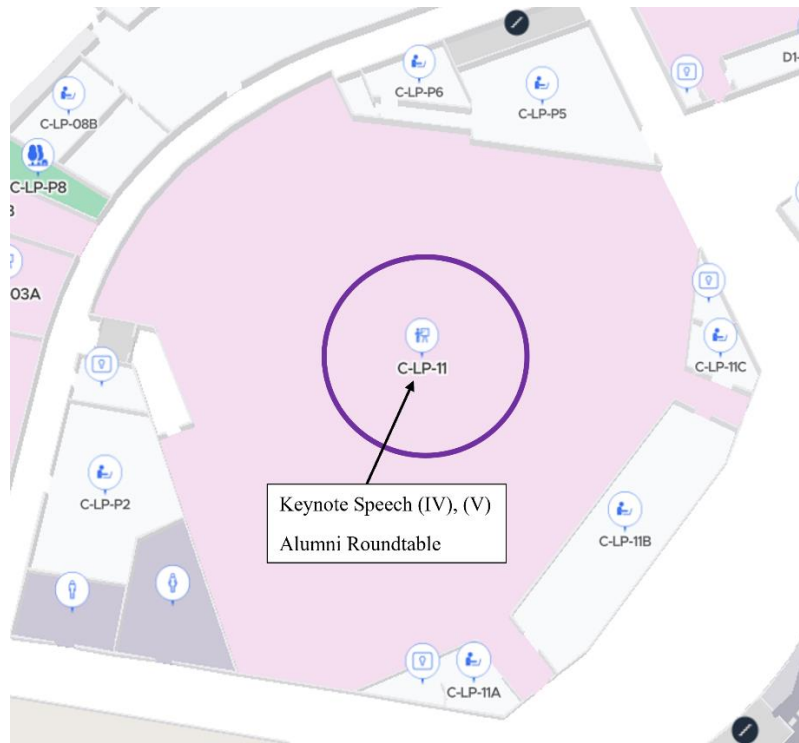 C-LP-P6
D1-
C-LP-P5
C-LP-08B
C-LP-P8
3
-03A
C-LP-11
C-LP-11C
C-LP-P2
Keynote Speech (IV), (V)
Alumni Roundtable
C-LP-11B
C-LP-11A